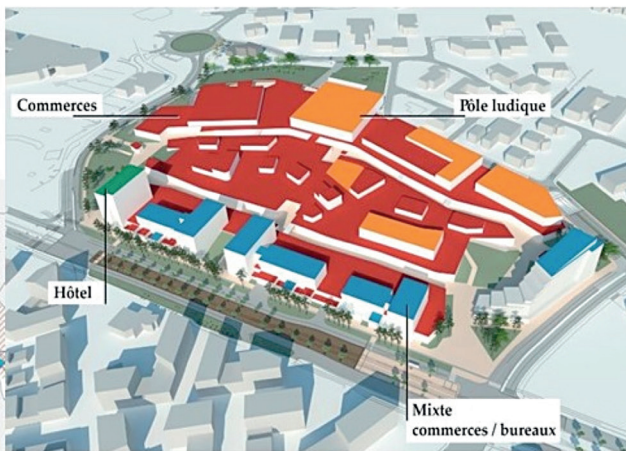 Commerces
Pôle ludique
Hôtel
Mixte
commerces / bureaux